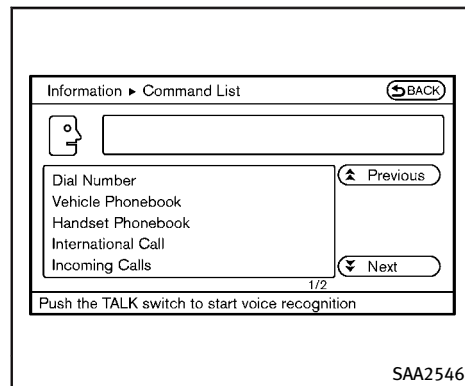 Information ► Command List BACK
Dial Number
Previous
Vehicle Phonebook
Handset Phonebook
International Call
Incoming Calls
Next
1/2
Push the TALK switch to start voice recognition
SAA2546